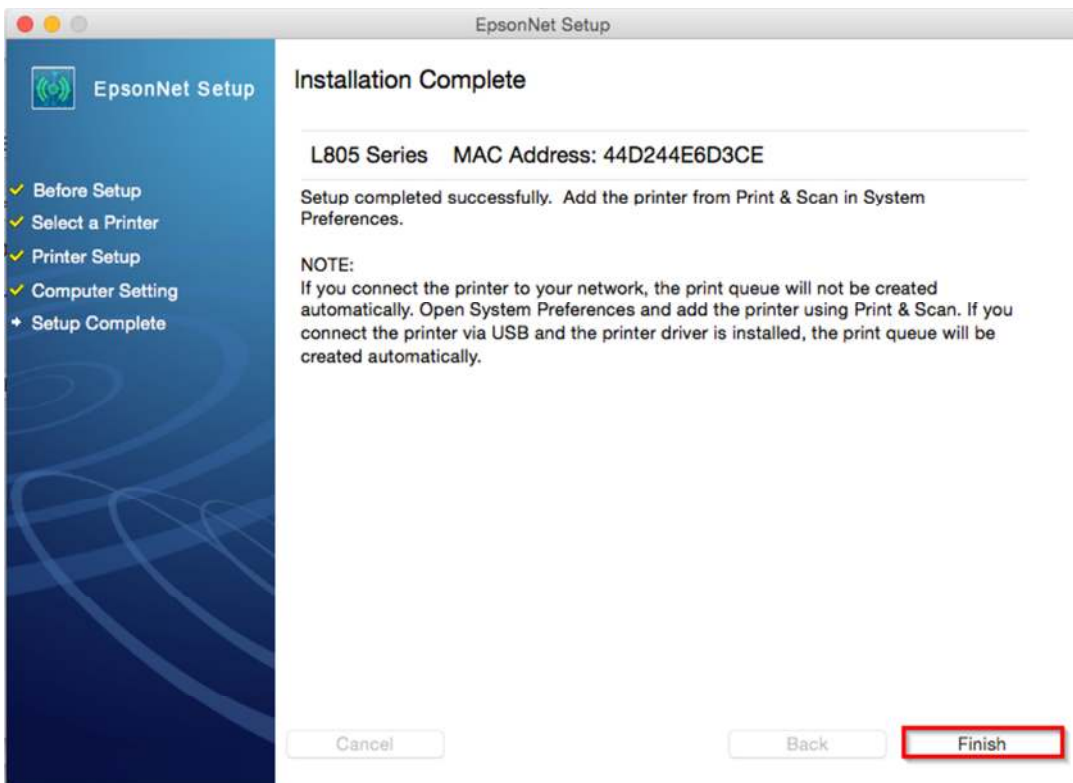 EpsonNet Setup
EpsonNet Setup
Before Setup
Select a Printer
Printer Setup
Computer Setting
Setup Complete
Installation Complete
L805 Series MAC Address: 44D244E6D3CE
Setup completed successfully. Add the printer from Print & Scan in System
Preferences.
NOTE:
If you connect the printer to your network, the print queue will not be created
automatically. Open System Preferences and add the printer using Print & Scan. If you
connect the printer via USB and the printer driver is installed, the print queue will be
created automatically.
Cancel
Back
Finish